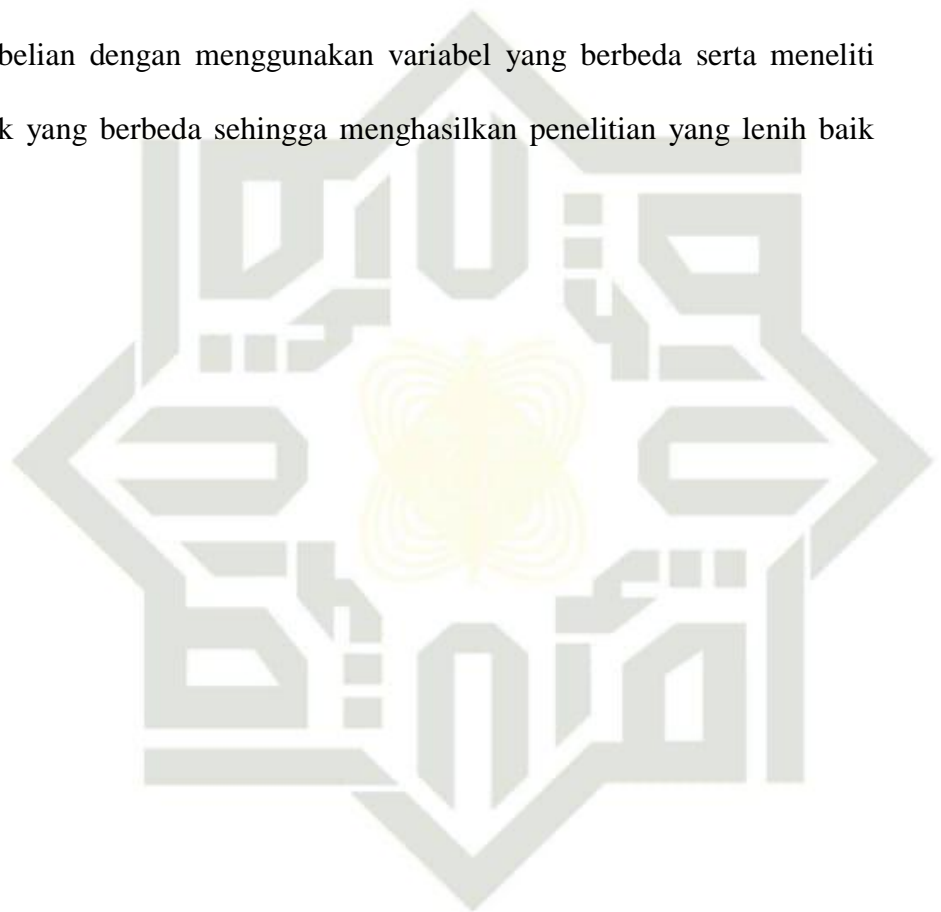 belian dengan menggunakan variabel yang berbeda serta meneliti
k yang berbeda sehingga menghasilkan penelitian yang lenih baik